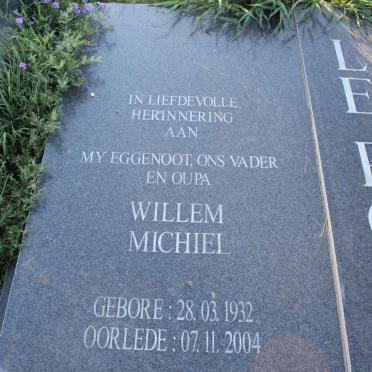 IN LIEFDEVOLLE
HERINNERING
AAN
MY EGGENOOT, ONS VADER
EN OUPA
WILLEM
MICHIEL
GEBORE : 28. 03. 1932
OORLEDE : 07. 11. 2004